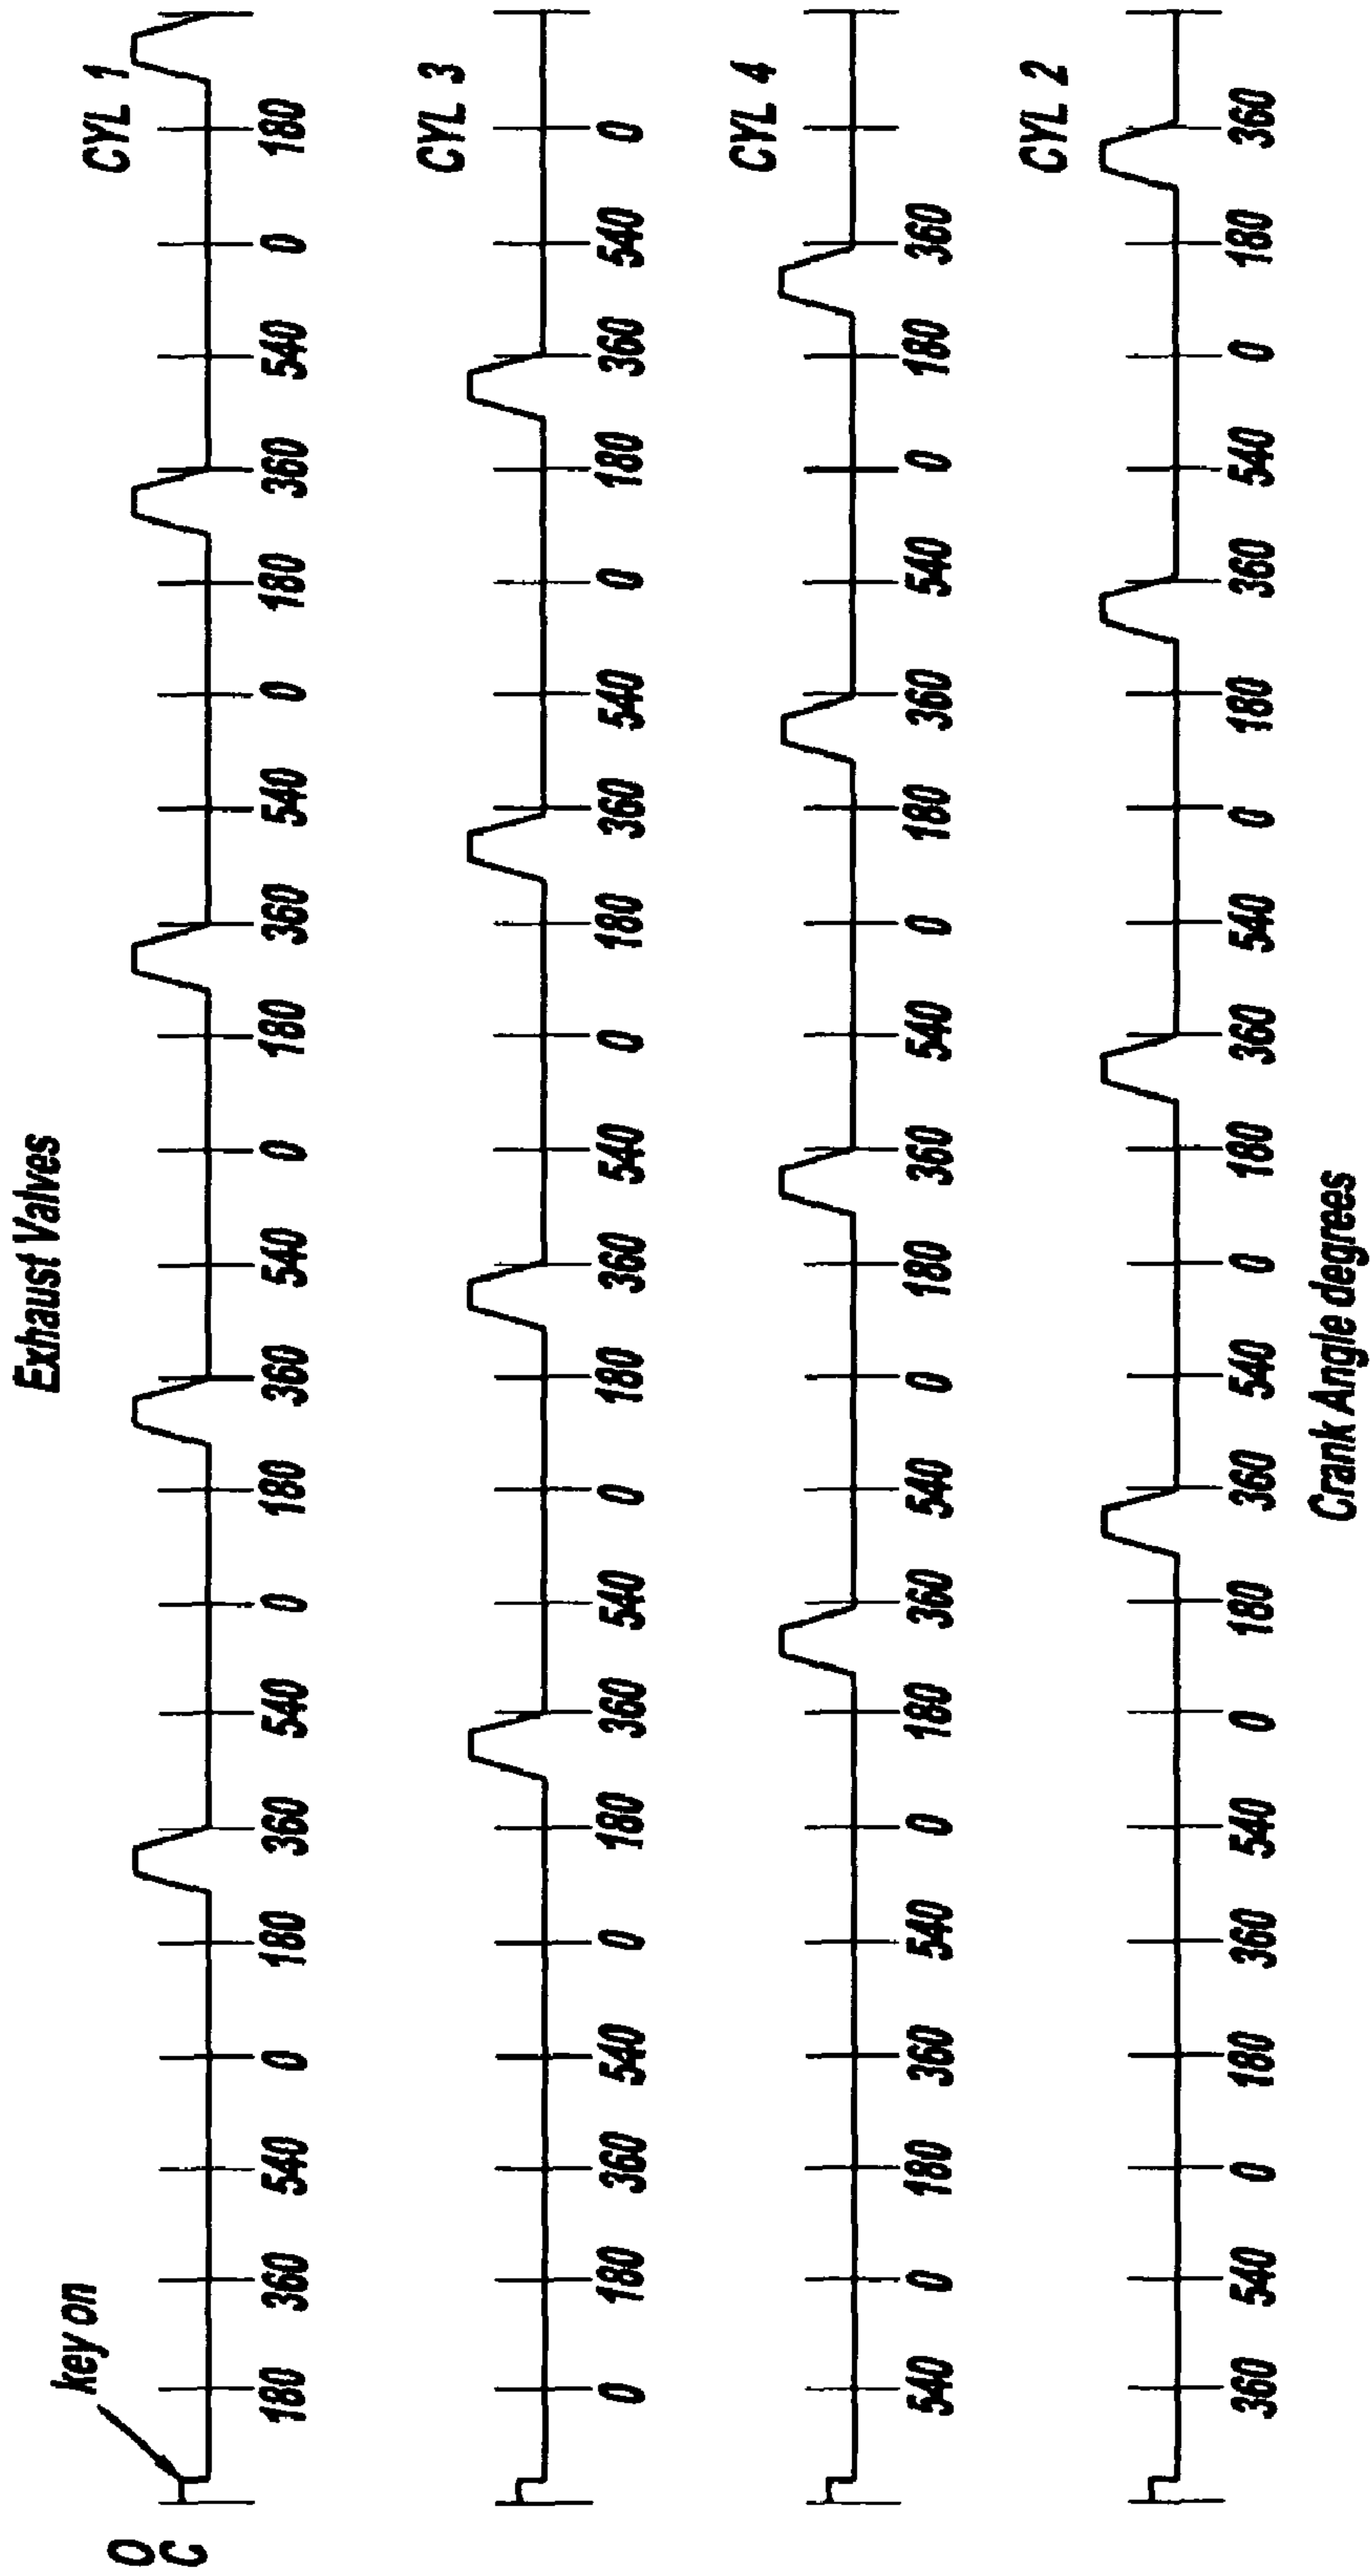 Exhaust Valves
key on
CYL 1
O
C
180 360 540 0 180 360 540 0 180 360 540 0 180 360 540 0 180 360 540 0 180
CYL 3
0 180 360 540 0 180 360 540 0 180 360 540 0 180 360 540 0 180 360 540 0
CYL 4
540 0 180 360 540 0 180 360 540 0 180 360 540 0 180 360 540 0 180 360
CYL 2
360 540 0 180 360 540 0 180 360 540 0 180 360 540 0 180 360 540 0 180 360
Crank Angle degrees